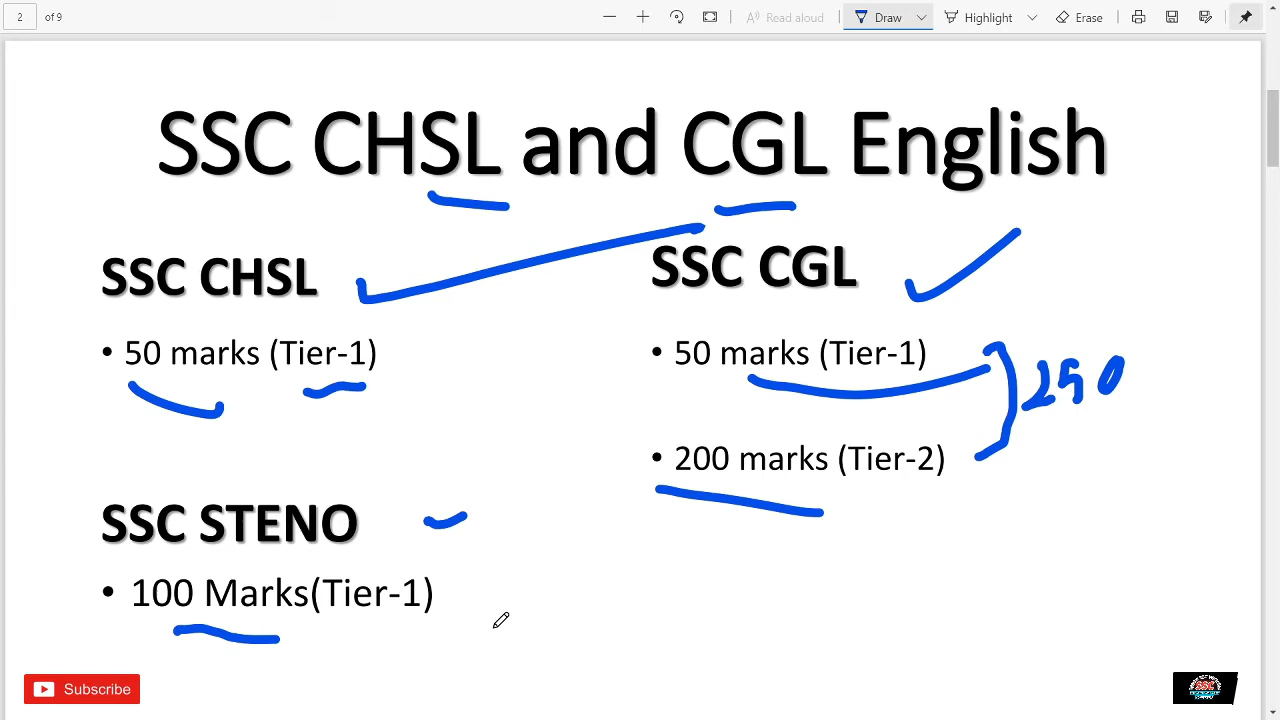 2 of 9
Read aloud
Draw
Highlight
Erase
SSC CHSL and CGL English
SSC CHSL
• 50 marks (Tier-1)
SSC STENO
• 100 Marks(Tier-1)
SSC CGL
• 50 marks (Tier-1)
• 200 marks (Tier-2)
250
Subscribe
SSC